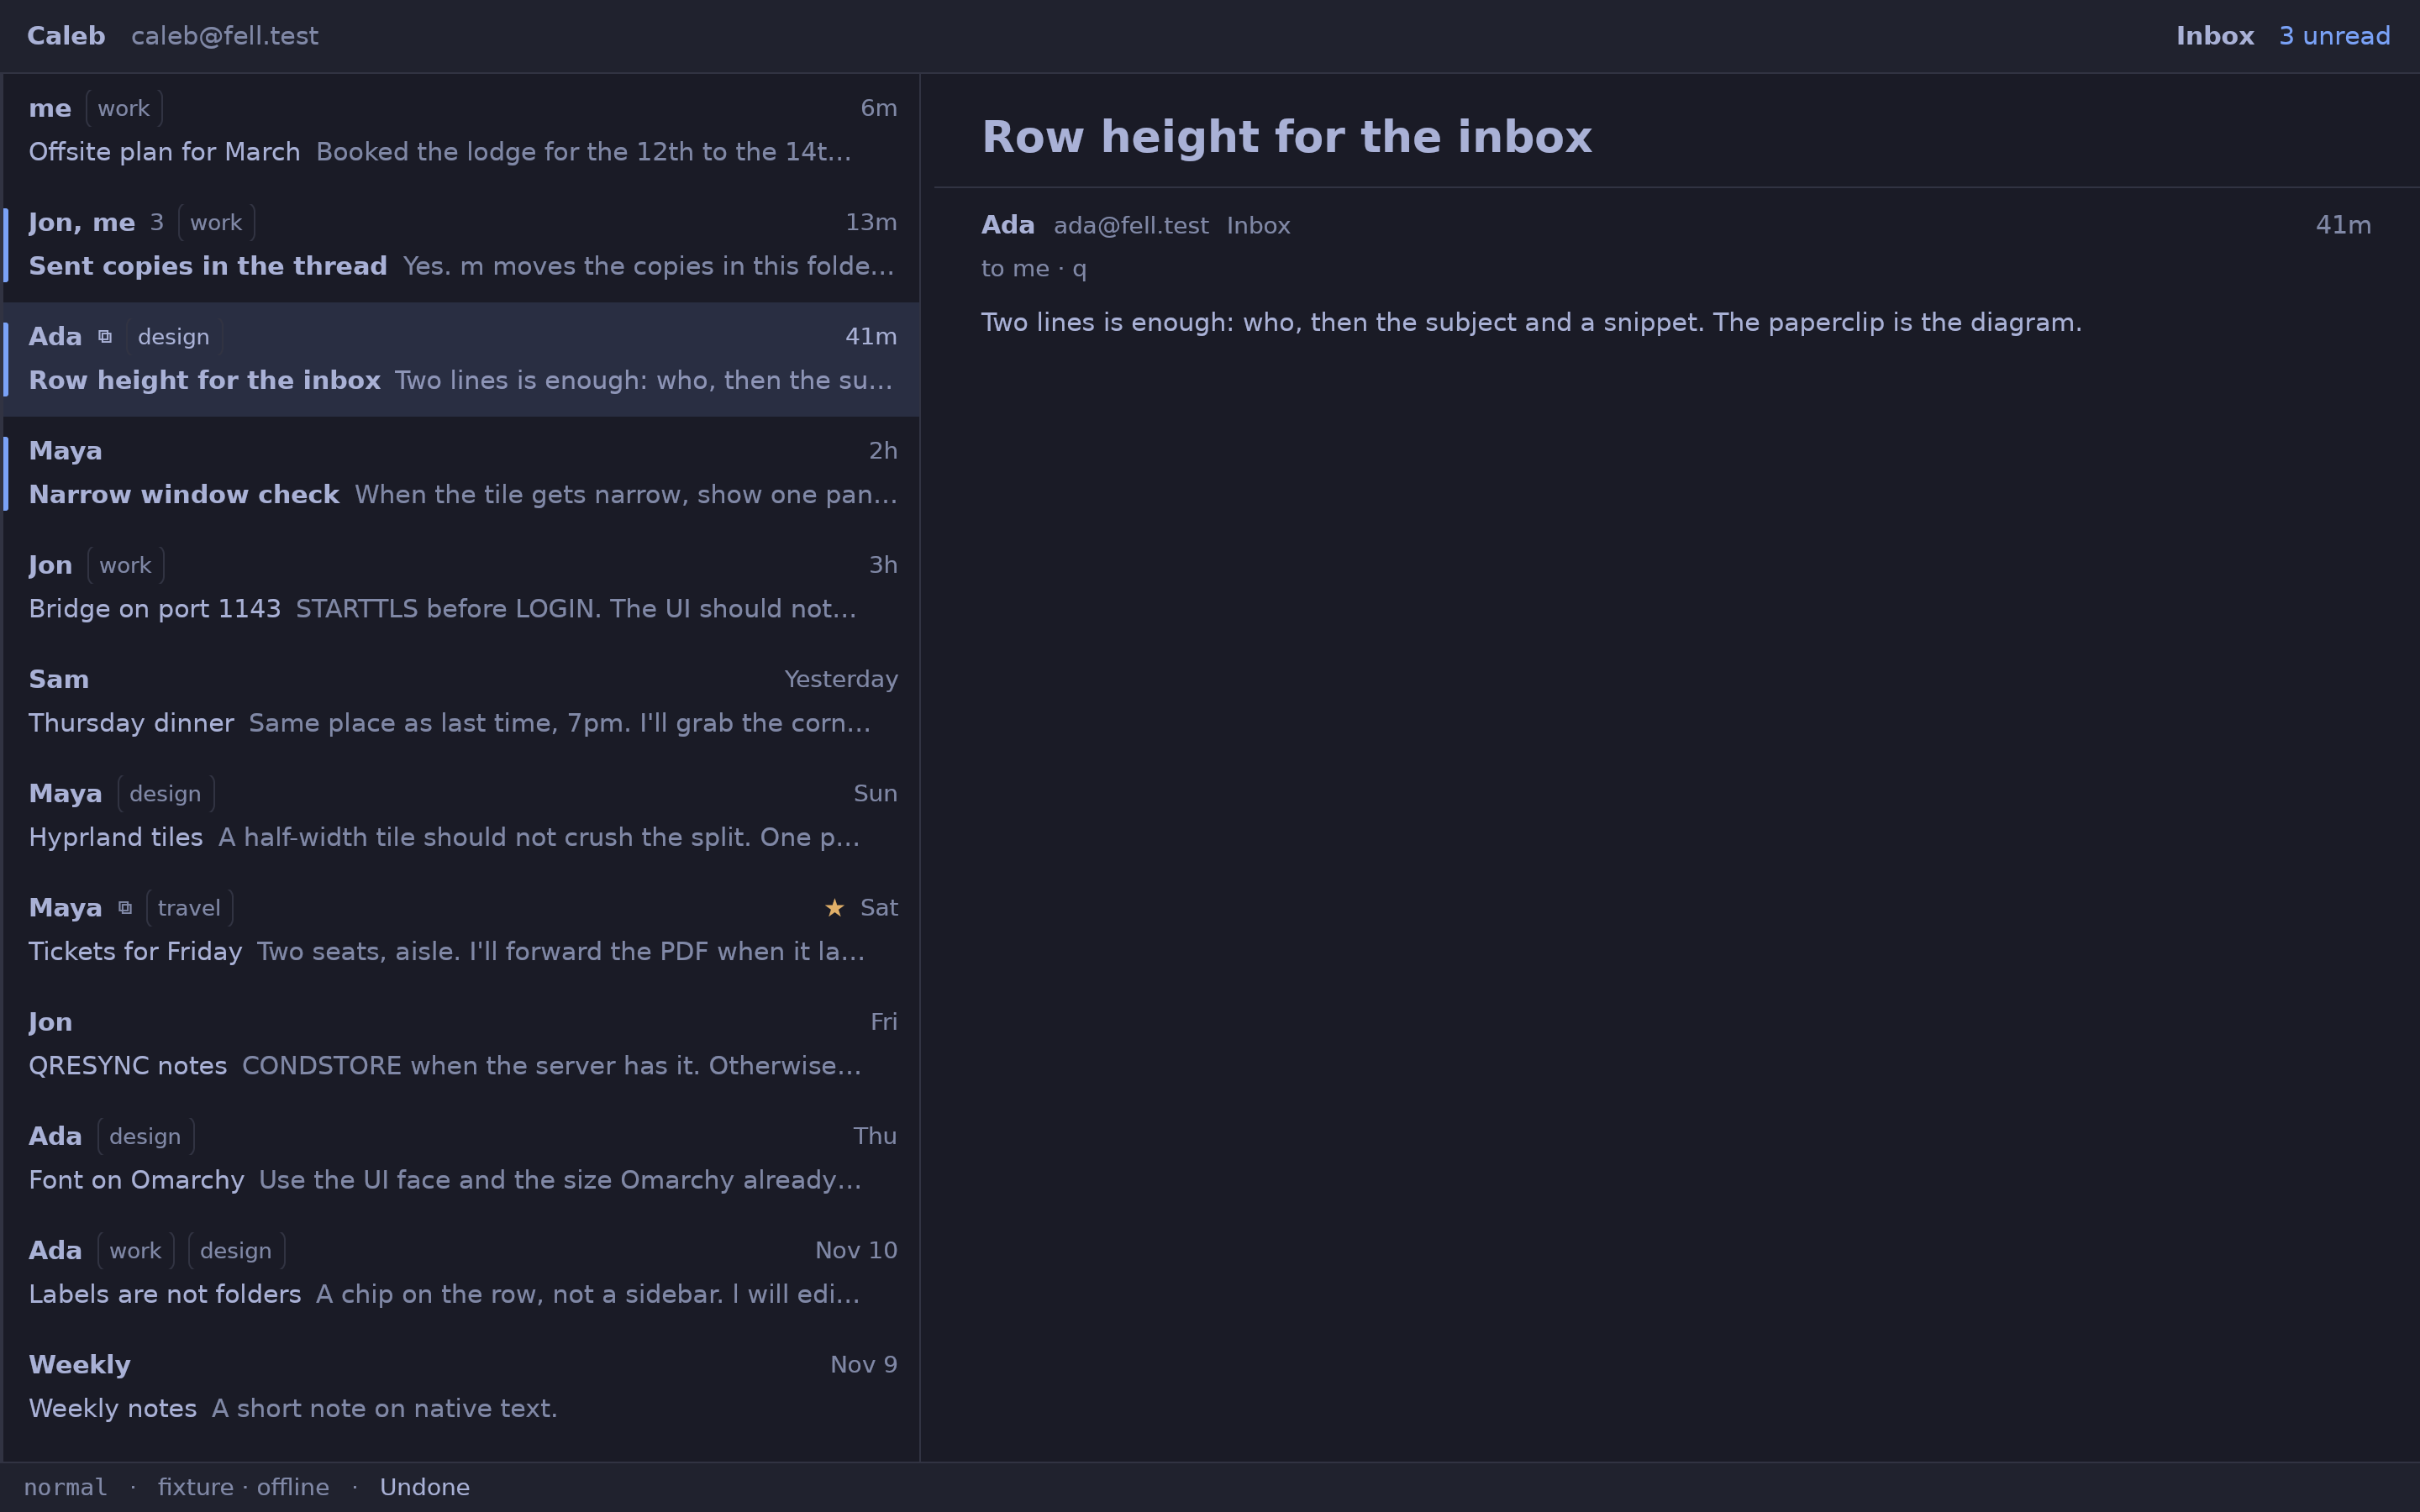 Caleb caleb@fell.test
Inbox 3 unread
me work 6m
Offsite plan for March Booked the lodge for the 12th to the 14t…
Jon, me 3 work 13m
Sent copies in the thread Yes. m moves the copies in this folde…
Ada ⧉ design 41m
Row height for the inbox Two lines is enough: who, then the su…
Maya 2h
Narrow window check When the tile gets narrow, show one pan…
Jon work 3h
Bridge on port 1143 STARTTLS before LOGIN. The UI should not…
Sam Yesterday
Thursday dinner Same place as last time, 7pm. I'll grab the corn…
Maya design Sun
Hyprland tiles A half-width tile should not crush the split. One p…
Maya ⧉ travel ★ Sat
Tickets for Friday Two seats, aisle. I'll forward the PDF when it la…
Jon Fri
QRESYNC notes CONDSTORE when the server has it. Otherwise…
Ada design Thu
Font on Omarchy Use the UI face and the size Omarchy already…
Ada work design Nov 10
Labels are not folders A chip on the row, not a sidebar. l will edi…
Weekly Nov 9
Weekly notes A short note on native text.
Row height for the inbox
Ada ada@fell.test Inbox 41m
to me · q
Two lines is enough: who, then the subject and a snippet. The paperclip is the diagram.
normal · fixture · offline · Undone